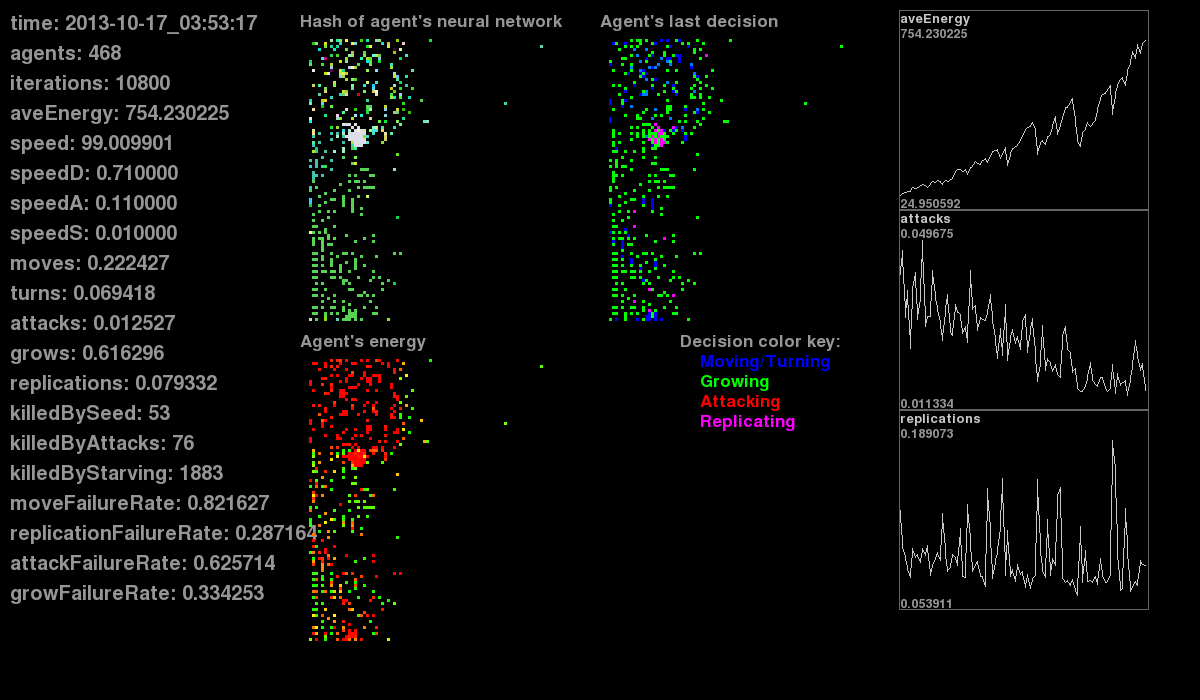 time: 2013-10-17_03:53:17
agents: 468
iterations: 10800
aveEnergy: 754.230225
speed: 99.009901
speedD: 0.710000
speedA: 0.110000
speedS: 0.010000
moves: 0.222427
turns: 0.069418
attacks: 0.012527
grows: 0.616296
replications: 0.079332
killedBySeed: 53
killedByAttacks: 76
killedByStarving: 1883
moveFailureRate: 0.821627
replicationFailureRate: 0.287164
attackFailureRate: 0.625714
growFailureRate: 0.334253
Hash of agent's neural network
Agent's last decision
Agent's energy
Decision color key:
Moving/Turning
Growing
Attacking
Replicating
aveEnergy
754.230225
24.950592
attacks
0.049675
0.011334
replications
0.189073
0.053911